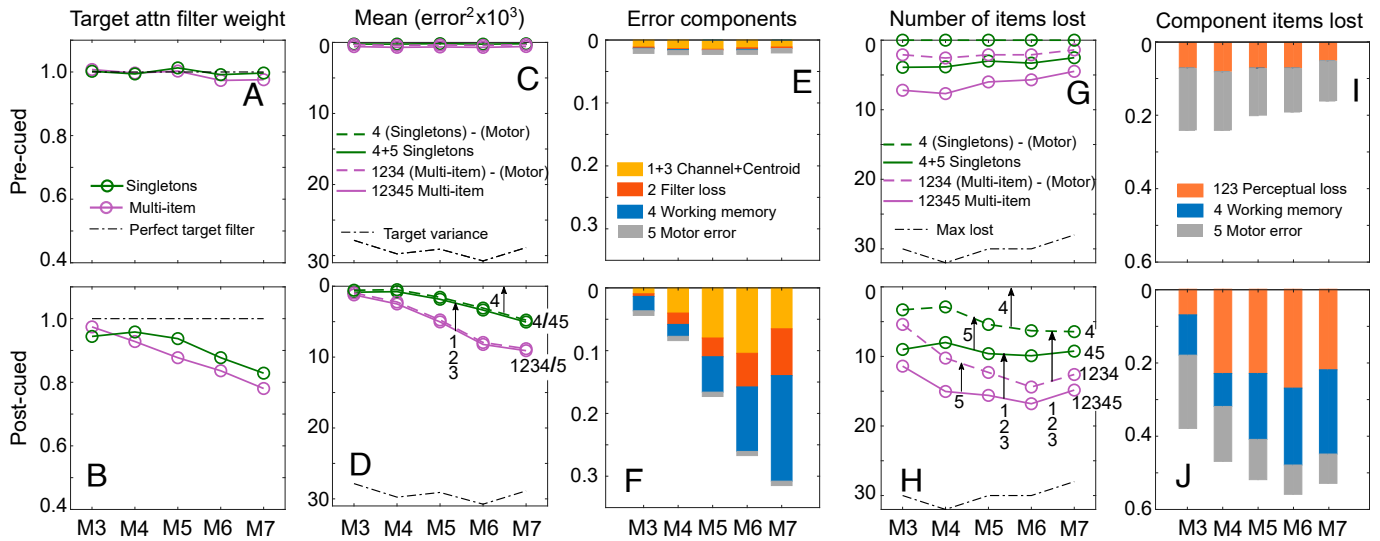 Target attn filter weight
Mean (error²x10³)
Error components
Number of items lost
Component items lost
Pre-cued
1.0
0.8
0.6
0.4
A
Singletons
Multi-item
Perfect target filter
0
10
20
30
C
4 (Singletons) - (Motor)
4+5 Singletons
1234 (Multi-item) - (Motor)
12345 Multi-item
Target variance
0
0.1
0.2
0.3
E
1+3 Channel+Centroid
2 Filter loss
4 Working memory
5 Motor error
0
10
20
30
G
4 (Singletons) - (Motor)
4+5 Singletons
1234 (Multi-item) - (Motor)
12345 Multi-item
Max lost
0
0.2
0.4
0.6
I
123 Perceptual loss
4 Working memory
5 Motor error
Post-cued
1.0
0.8
0.6
0.4
B
M3 M4 M5 M6 M7
0
10
20
30
D
4
1
2
3
4/45
1234/5
M3 M4 M5 M6 M7
0
0.1
0.2
0.3
F
M3 M4 M5 M6 M7
0
10
20
30
H
4
5
5
1
2
3
1
2
3
4
45
1234
12345
M3 M4 M5 M6 M7
0
0.2
0.4
0.6
J
M3 M4 M5 M6 M7